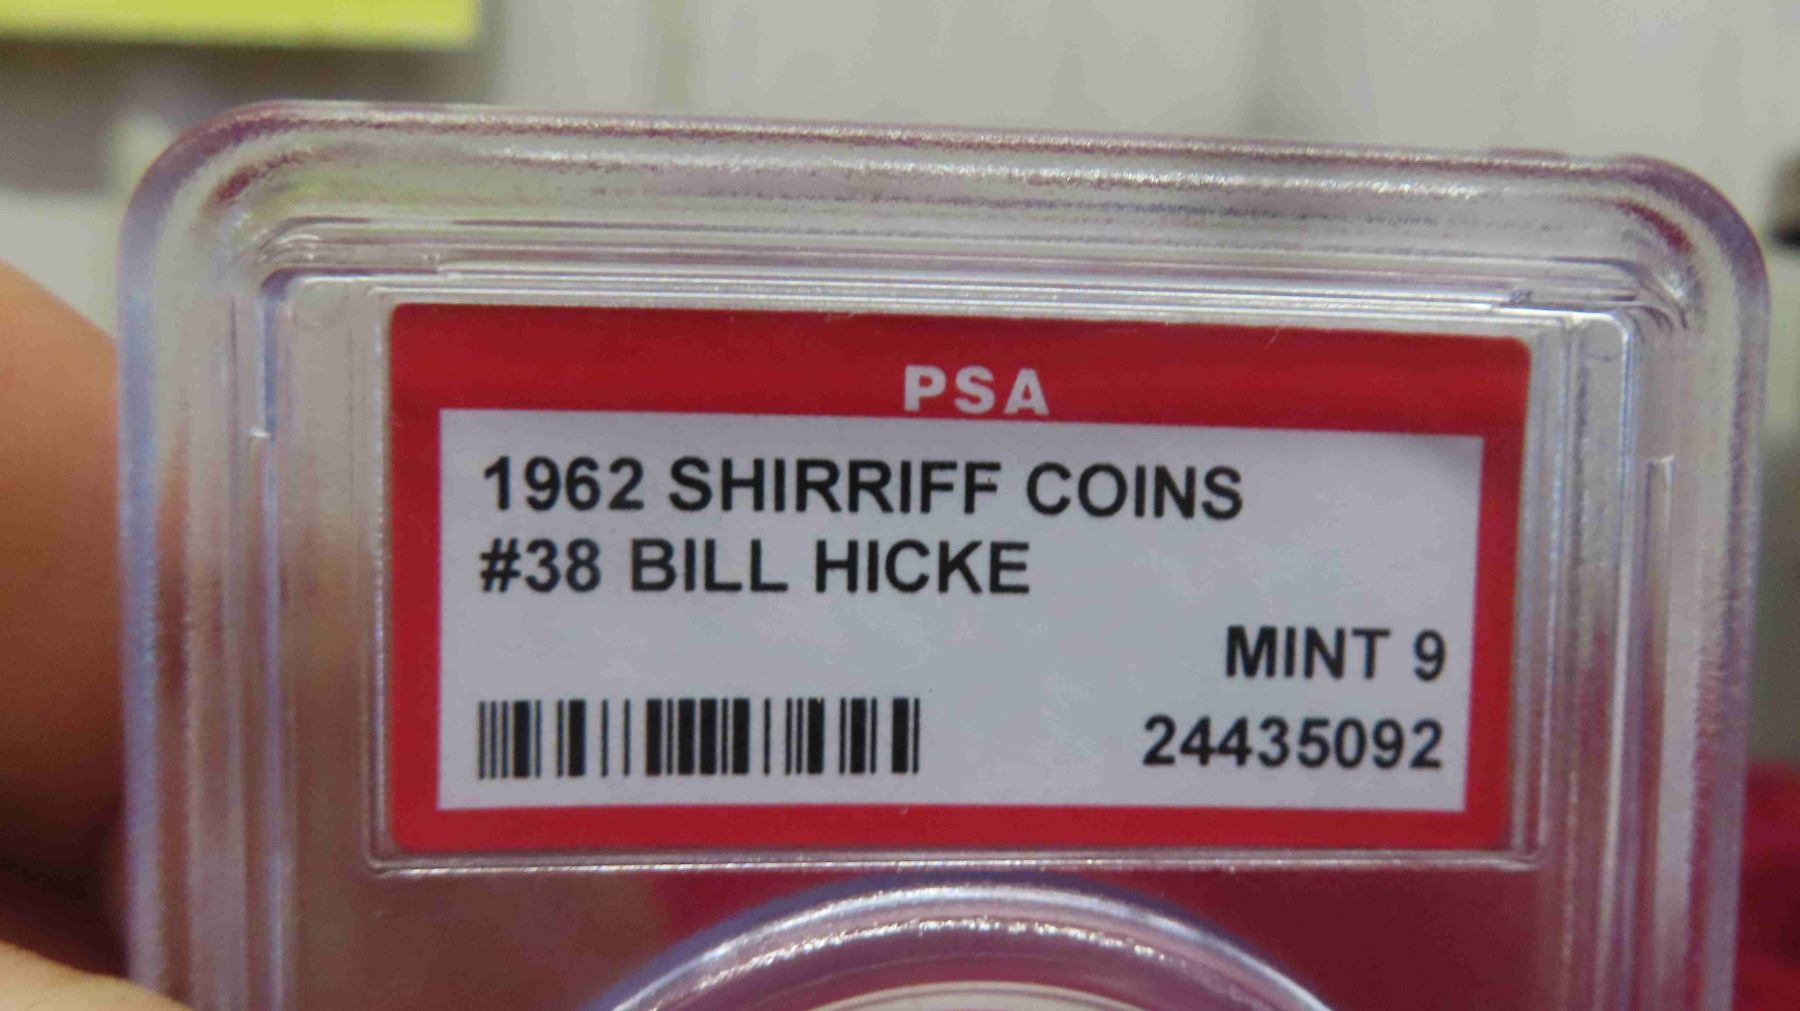 PSA
1962 SHIRRIFF COINS
#38 BILL HICKE
MINT 9
24435092